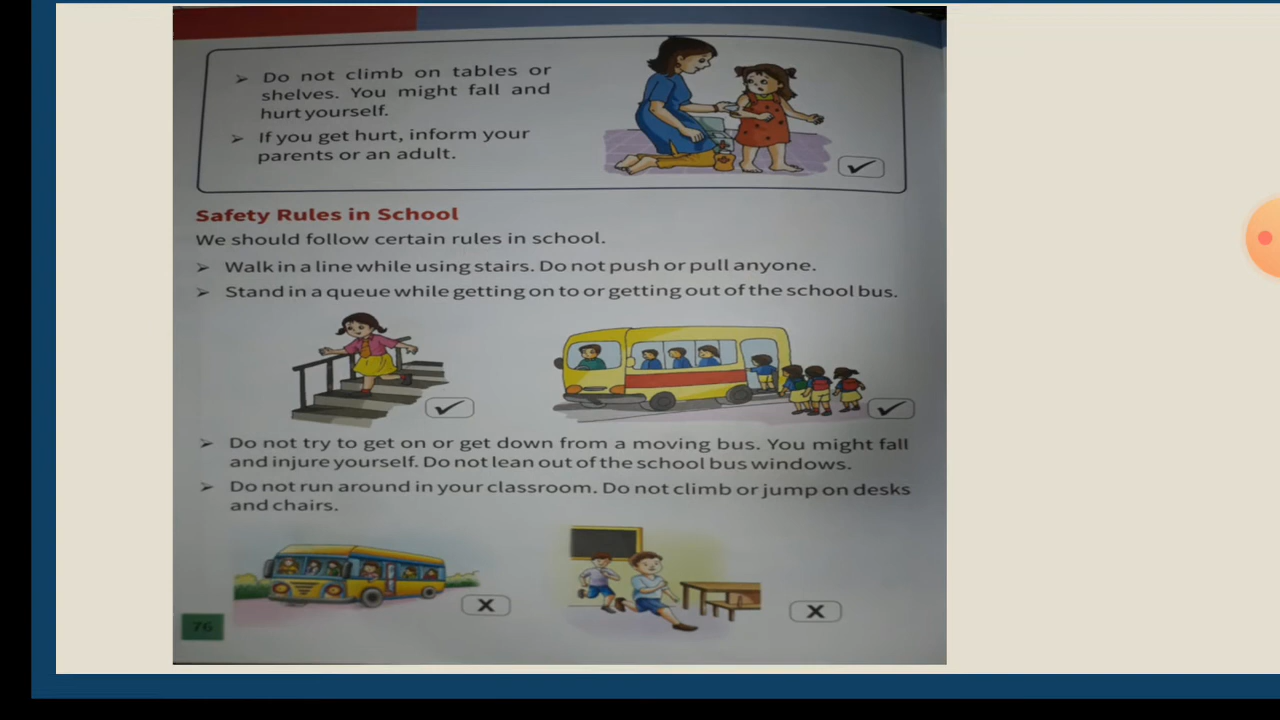 ➢ Do not climb on tables or
shelves. You might fall and
hurt yourself.
➢ If you get hurt, inform your
parents or an adult.
Safety Rules in School
We should follow certain rules in school.
➢ Walk in a line while using stairs. Do not push or pull anyone.
➢ Stand in a queue while getting on to or getting out of the school bus.
➢ Do not try to get on or get down from a moving bus. You might fall
and injure yourself. Do not lean out of the school bus windows.
➢ Do not run around in your classroom. Do not climb or jump on desks
and chairs.
76